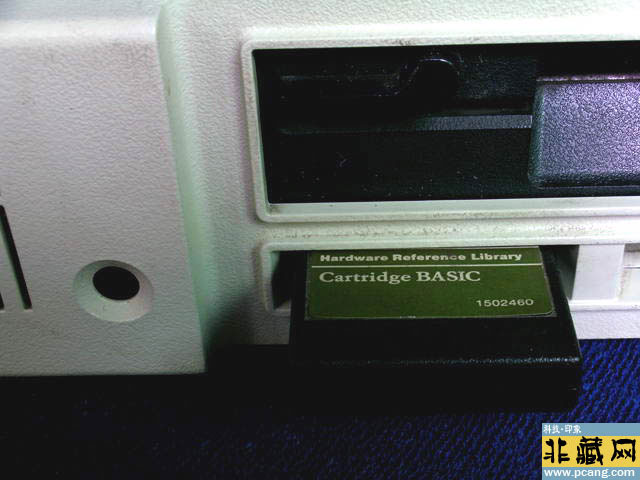 Hardware Reference Library
Cartridge BASIC
1502460
科技·印象
非藏网
www.pcang.com